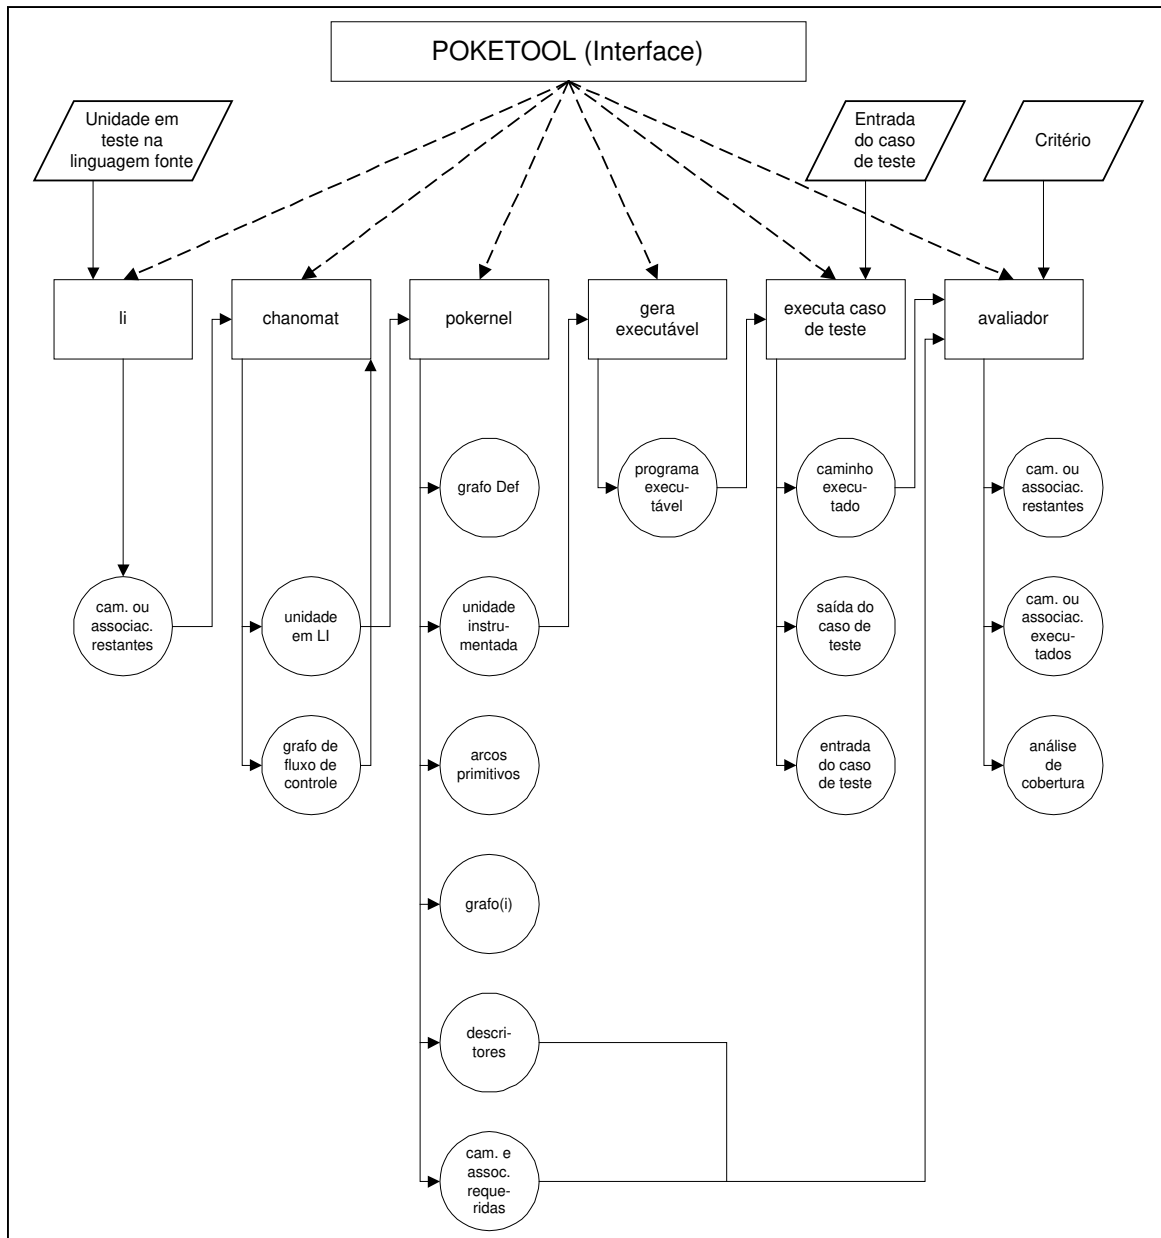 POKETOOL (Interface)
Unidade em
teste na
linguagem fonte
Entrada
do caso
de teste
Critério
li
chanomat
pokernel
gera
executável
executa caso
de teste
avaliador
cam. ou
associac.
restantes
unidade
em LI
grafo de
fluxo de
controle
grafo Def
unidade
instru-
mentada
arcos
primitivos
grafo(i)
descri-
tores
cam. e
assoc.
reque-
ridas
programa
execu-
tável
caminho
execu-
tado
saída do
caso de
teste
entrada
do caso
de teste
cam. ou
associac.
restantes
cam. ou
associac.
execu-
tados
análise
de
cobertura